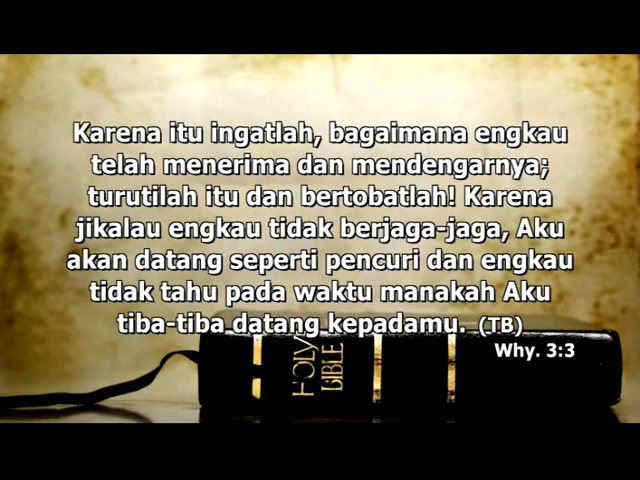 Karena itu ingatlah, bagaimana engkau
telah menerima dan mendengarnya;
turutilah itu dan bertobatlah! Karena
jikalau engkau tidak berjaga-jaga, Aku
akan datang seperti pencuri dan engkau
tidak tahu pada waktu manakah Aku
tiba-tiba datang kepadamu. (TB)
Why. 3:3
HOLY
BIBLE